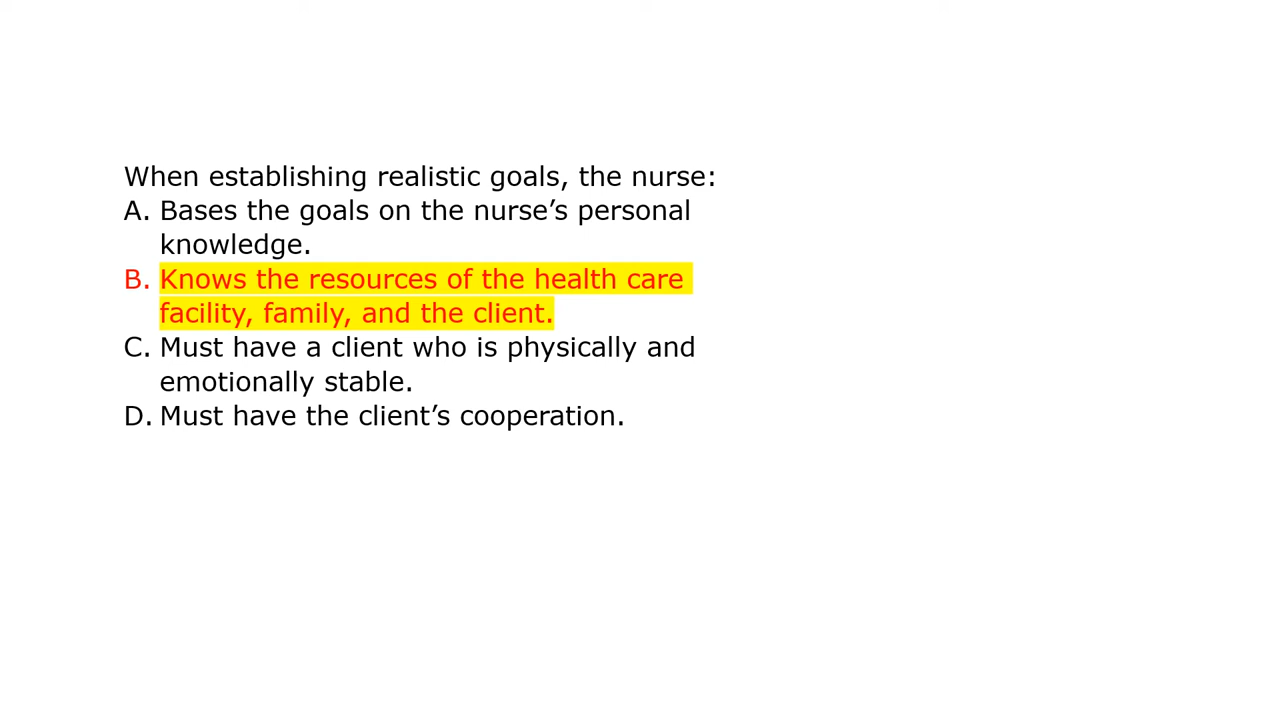 When establishing realistic goals, the nurse:
A. Bases the goals on the nurse’s personal
knowledge.
B. Knows the resources of the health care
facility, family, and the client.
C. Must have a client who is physically and
emotionally stable.
D. Must have the client’s cooperation.